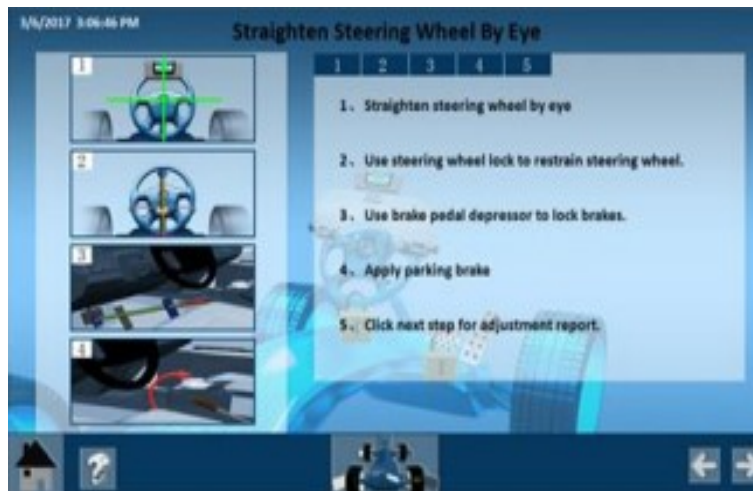 3/6/2017 3:06:46 PM
Straighten Steering Wheel By Eye
1 2 3 4 5
1
2
3
4
1、 Straighten steering wheel by eye
2、 Use steering wheel lock to restrain steering wheel.
3、 Use brake pedal depressor to lock brakes.
4、 Apply parking brake
5、 Click next step for adjustment report.